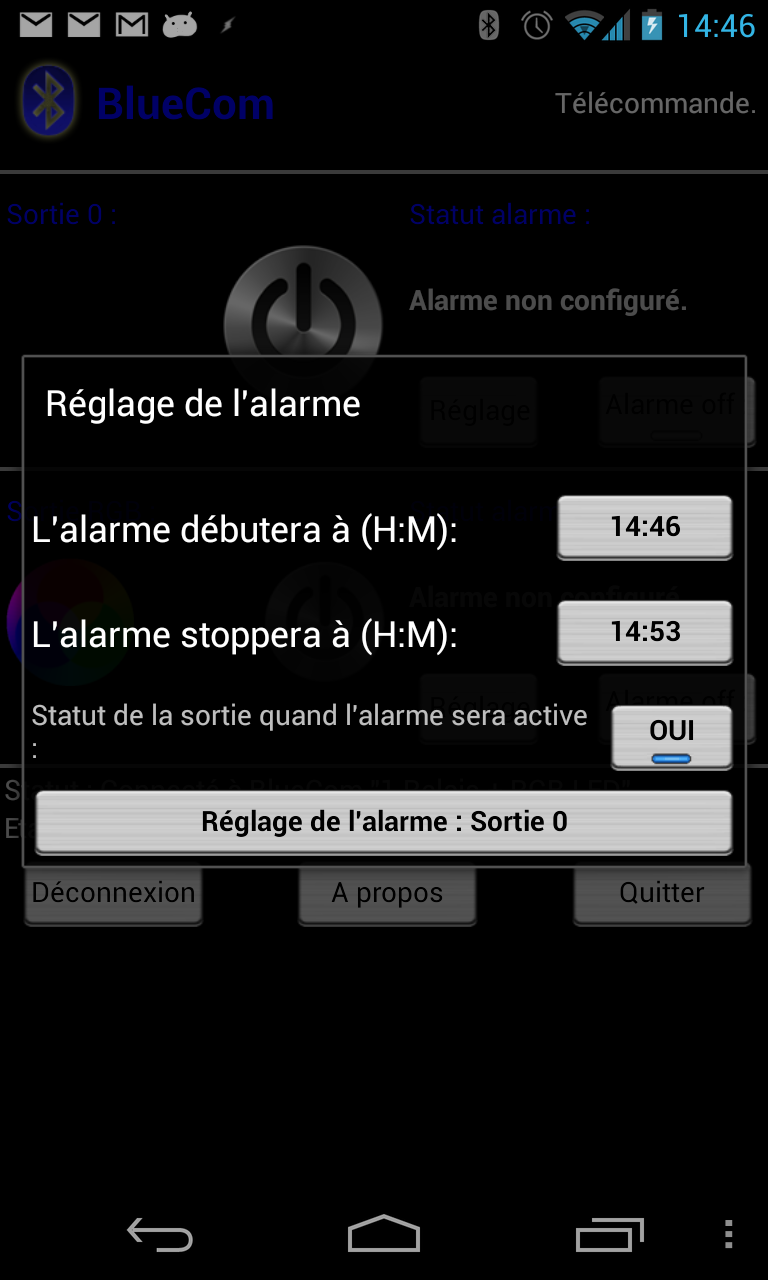 14:46
BlueCom
Télécommande.
Sortie 0 :
Statut alarme :
Alarme non configuré.
Réglage de l'alarme
Réglage
Alarme off
L'alarme débutera à (H:M):
14:46
Alarme non configuré.
L'alarme stoppera à (H:M):
14:53
Réglage
Alarme off
Statut de la sortie quand l'alarme sera active
:
OUI
Réglage de l'alarme : Sortie 0
Déconnexion
A propos
Quitter